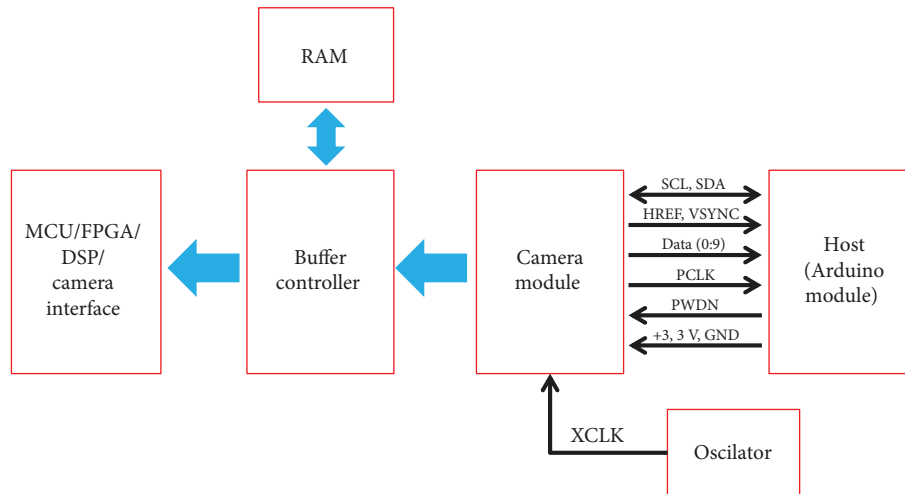 RAM
MCU/FPGA/
DSP/
camera
interface
Buffer
controller
Camera
module
SCL, SDA
HREF, VSYNC
Data (0:9)
PCLK
PWDN
+3, 3 V, GND
Host
(Arduino
module)
XCLK
Oscilator